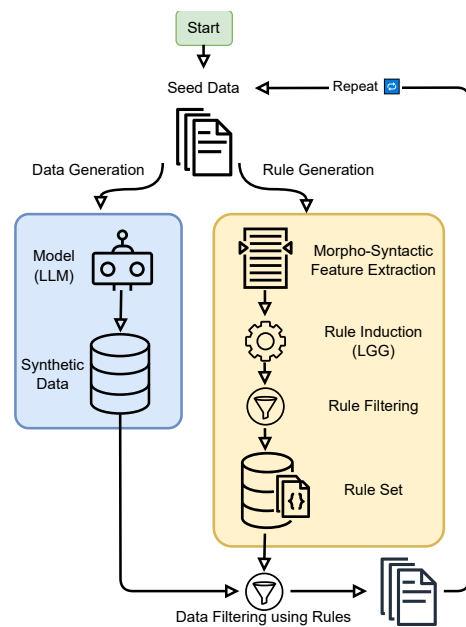 Start
Seed Data
Repeat
Data Generation
Rule Generation
Model
(LLM)
Synthetic
Data
Morpho-Syntactic
Feature Extraction
Rule Induction
(LGG)
Rule Filtering
{}
Rule Set
Data Filtering using Rules